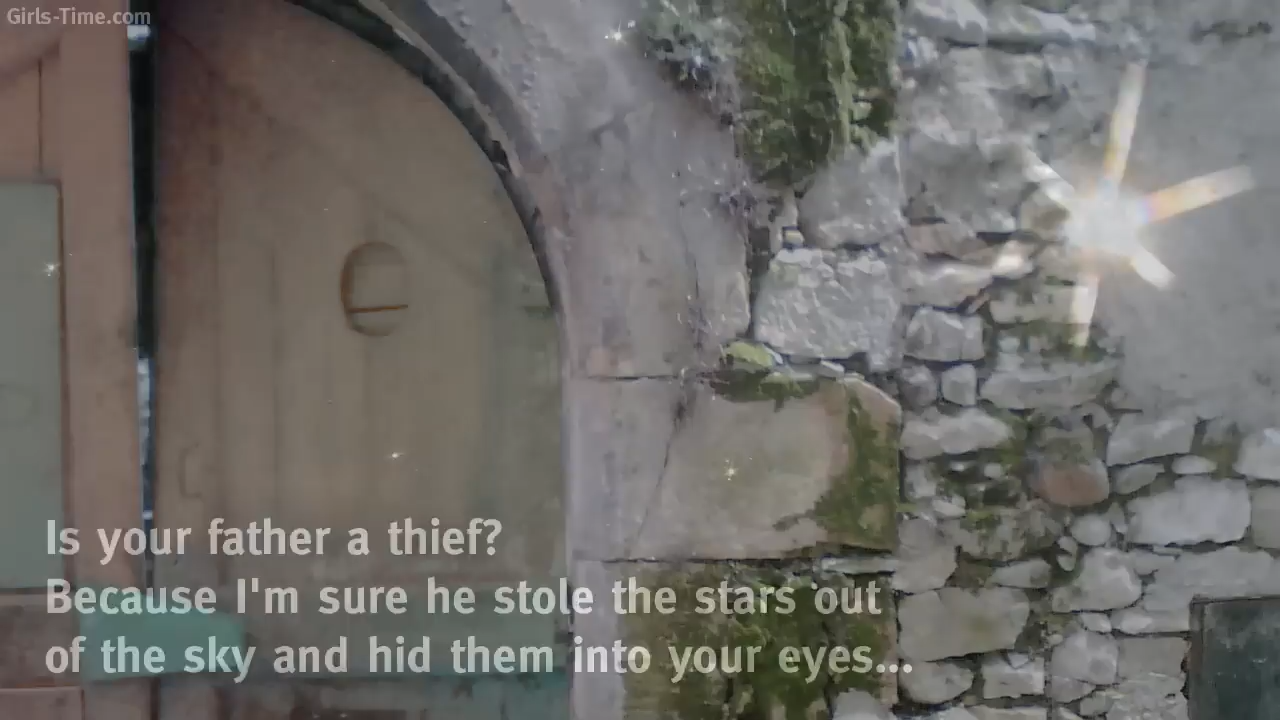 Girls-Time.com
Is your father a thief?
Because I'm sure he stole the stars out
of the sky and hid them into your eyes...